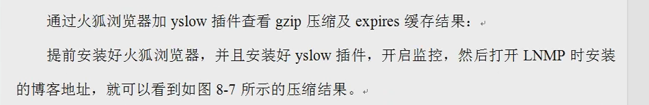 通过火狐浏览器加 yslow 插件查看 gzip 压缩及 expires 缓存结果：
提前安装好火狐浏览器，并且安装好 yslow 插件，开启监控，然后打开 LNMP 时安装
的博客地址，就可以看到如图 8-7 所示的压缩结果。